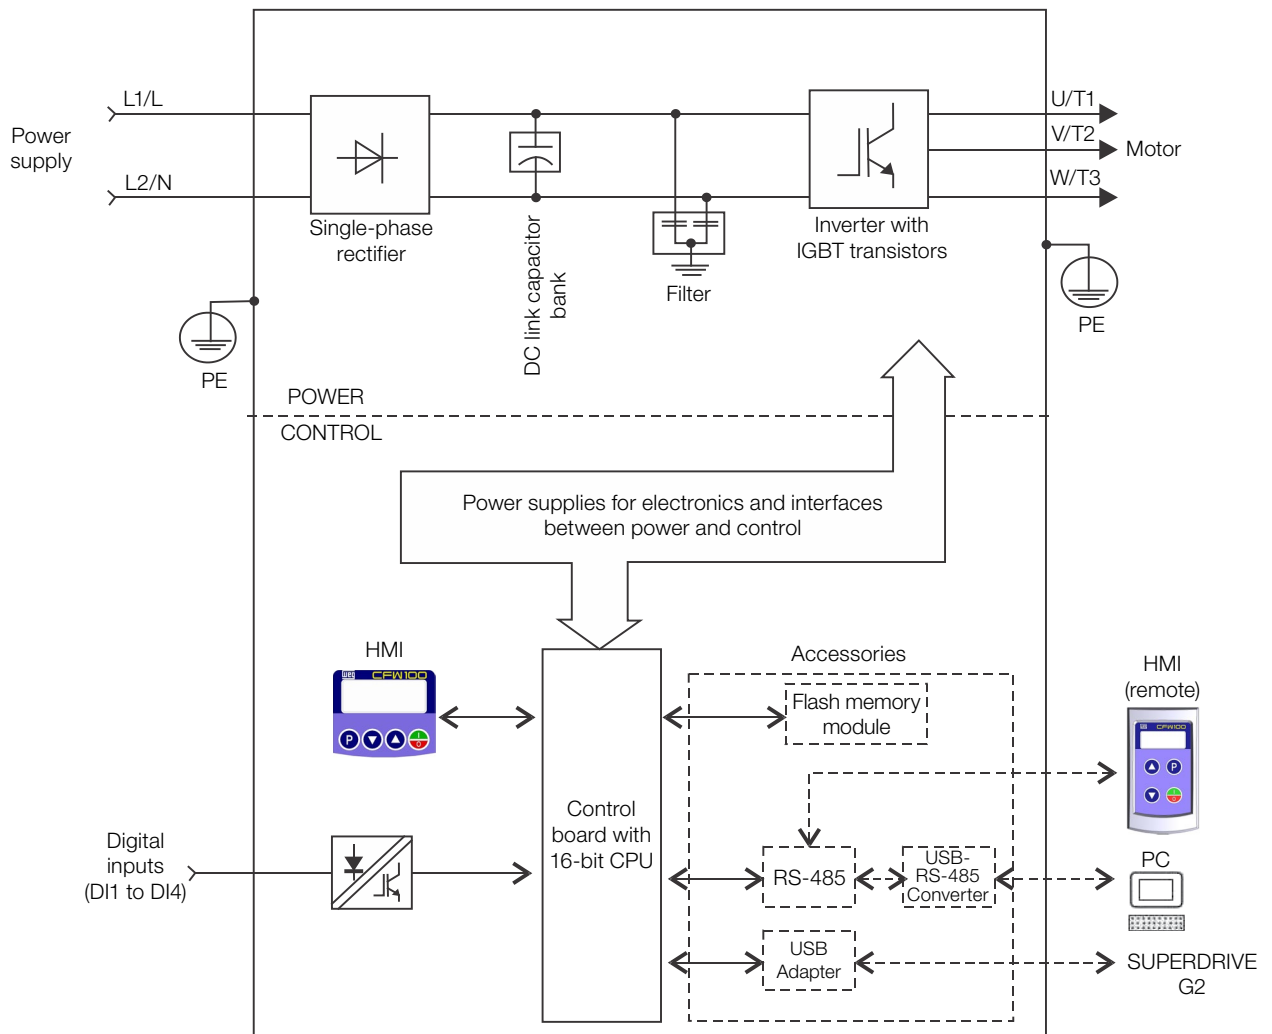 L1/L
U/T1
V/T2
Power
supply
Motor
L2/N
W/T3
Single-phase
rectifier
DC link capacitor
bank
Filter
Inverter with
IGBT transistors
PE
PE
POWER
CONTROL
Power supplies for electronics and interfaces
between power and control
HMI
weg CFW100
P
I
O
Accessories
Flash memory
module
HMI
(remote)
CFW100
P
I
O
Digital
inputs
(DI1 to DI4)
Control
board with
16-bit CPU
RS-485
USB-
RS-485
Converter
PC
USB
Adapter
SUPERDRIVE
G2